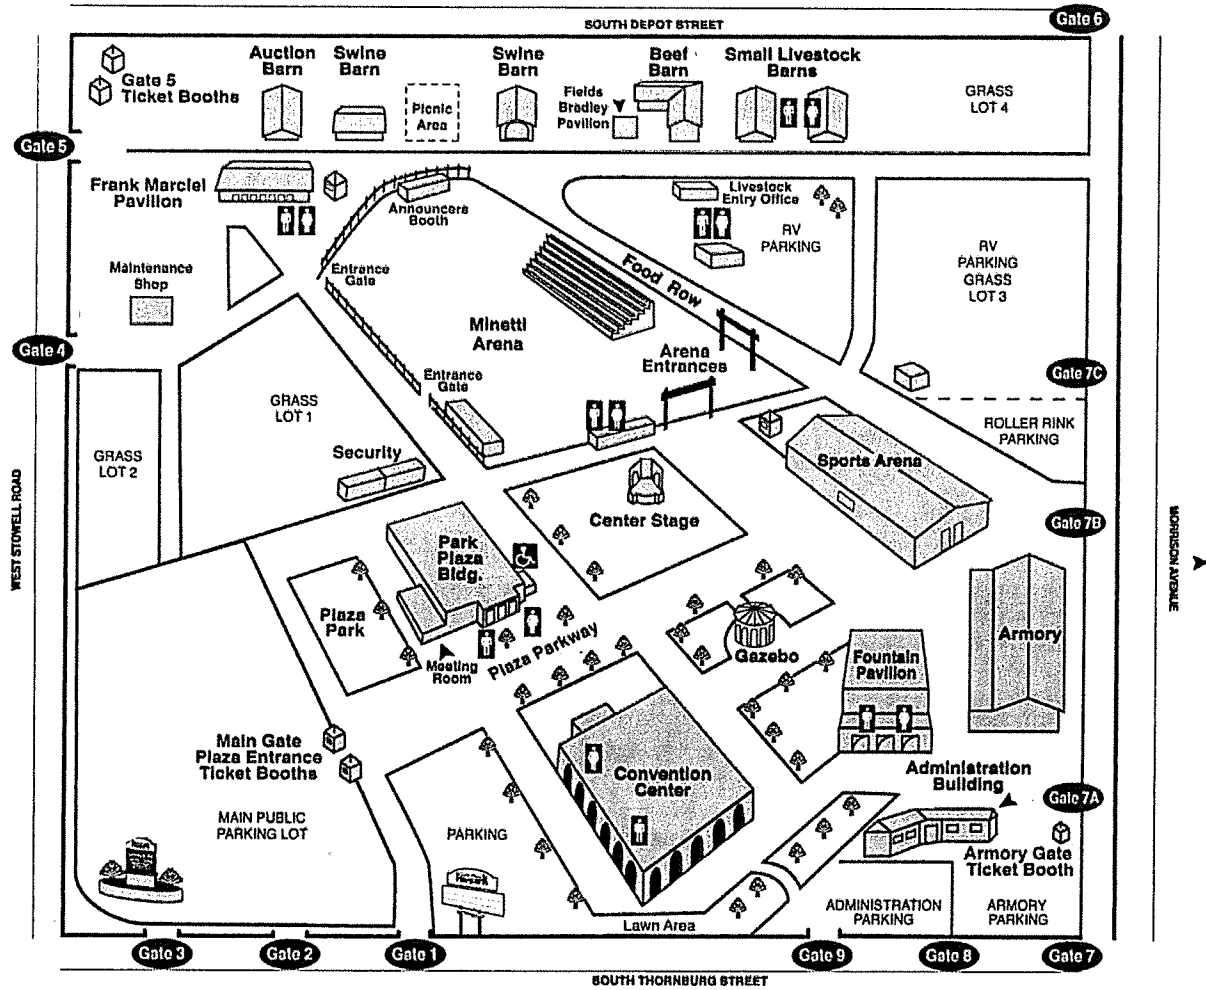 SOUTH DEPOT STREET
Gate 6
Auction
Barn
Swine
Barn
Swine
Barn
Beef
Barn
Small Livestock
Barns
Gate 5
Ticket Booths
Picnic
Area
Fields
Bradley
Pavilion
GRASS
LOT 4
Gate 5
Frank Marciel
Pavilion
Announcers
Booth
Livestock
Entry Office
RV
PARKING
RV
PARKING
GRASS
LOT 3
Maintenance
Shop
Entrance
Gate
Food Row
Minetti
Arena
Gate 4
Arena
Entrances
Entrance
Gate
Gate 7C
GRASS
LOT 1
ROLLER RINK
PARKING
GRASS
LOT 2
Security
Sports Arena
Center Stage
Gate 7B
WEST STOWELL ROAD
MORRISON AVENUE
Park
Plaza
Bldg.
Plaza
Park
Meeting
Room
Plaza Parkway
Gazebo
Fountain
Pavilion
Armory
Main Gate
Plaza Entrance
Ticket Booths
Convention
Center
Administration
Building
Gate 7A
MAIN PUBLIC
PARKING LOT
PARKING
Armory Gate
Ticket Booth
Lawn Area
ADMINISTRATION
PARKING
ARMORY
PARKING
Gate 3
Gate 2
Gate 1
Gate 9
Gate 8
Gate 7
SOUTH THORNBURG STREET